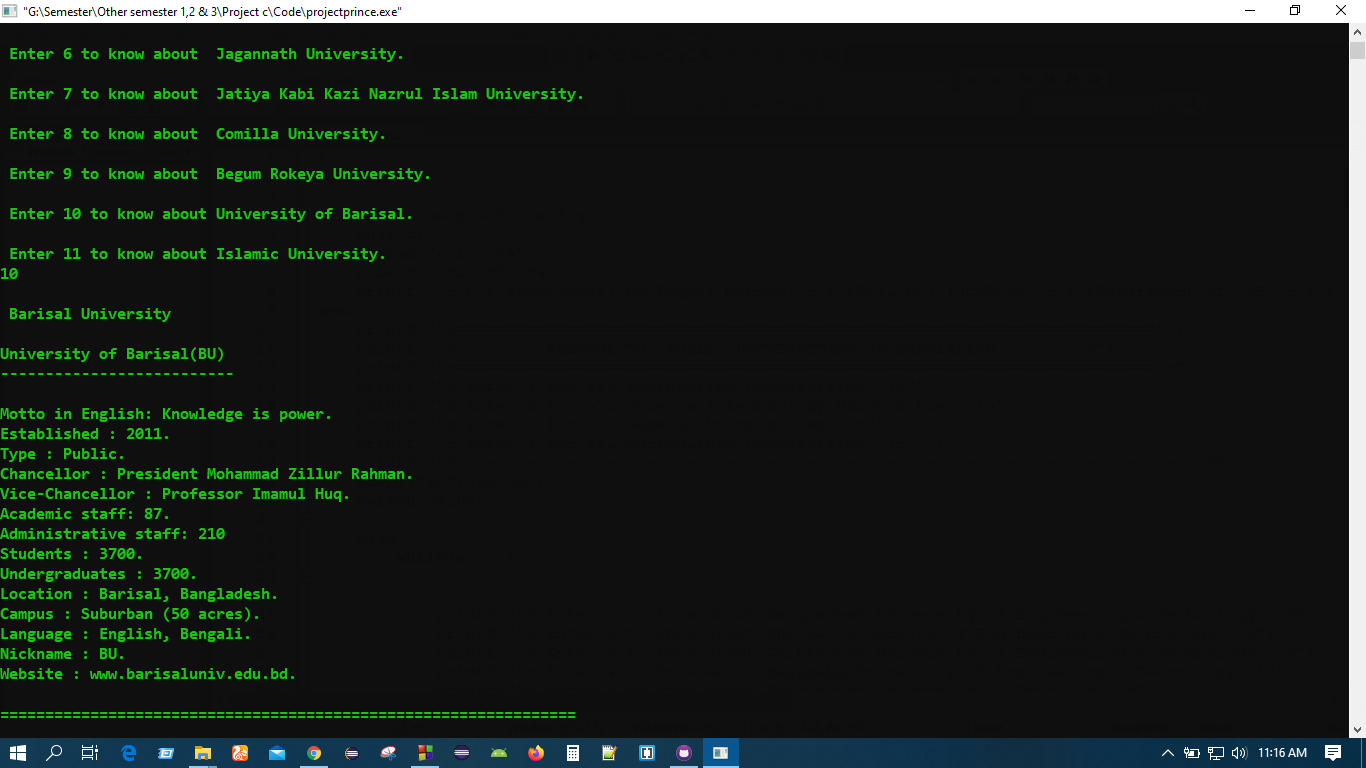 "G:\Semester\Other semester 1,2 & 3\Project c\Code\projectprince.exe"
Enter 6 to know about  Jagannath University.
Enter 7 to know about  Jatiya Kabi Kazi Nazrul Islam University.
Enter 8 to know about  Comilla University.
Enter 9 to know about  Begum Rokeya University.
Enter 10 to know about University of Barisal.
Enter 11 to know about Islamic University.
10
Barisal University
University of Barisal(BU)
--------------------------
Motto in English: Knowledge is power.
Established : 2011.
Type : Public.
Chancellor : President Mohammad Zillur Rahman.
Vice-Chancellor : Professor Imamul Huq.
Academic staff: 87.
Administrative staff: 210
Students : 3700.
Undergraduates : 3700.
Location : Barisal, Bangladesh.
Campus : Suburban (50 acres).
Language : English, Bengali.
Nickname : BU.
Website : www.barisaluniv.edu.bd.
================================================================
11:16 AM